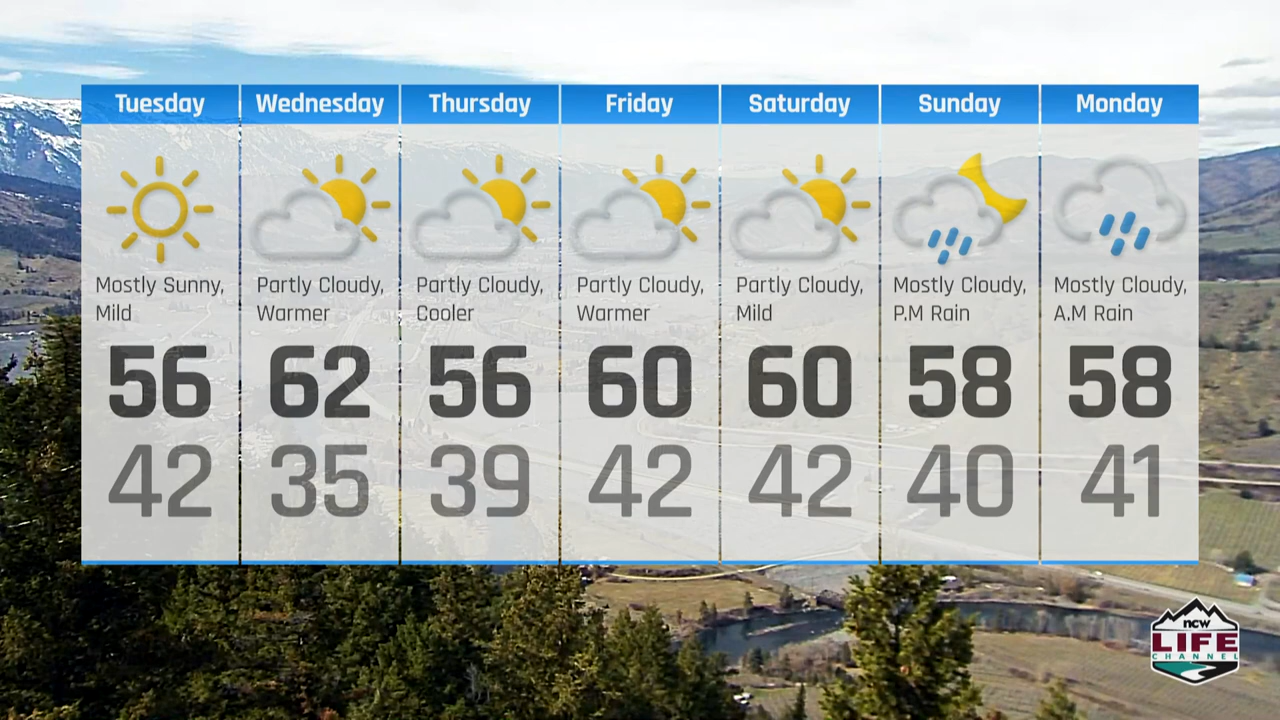 Tuesday
Mostly Sunny,
Mild
56
42
Wednesday
Partly Cloudy,
Warmer
62
35
Thursday
Partly Cloudy,
Cooler
56
39
Friday
Partly Cloudy,
Warmer
60
42
Saturday
Partly Cloudy,
Mild
60
42
Sunday
Mostly Cloudy,
P.M Rain
58
40
Monday
Mostly Cloudy,
A.M Rain
58
41
ncw
LIFE
CHANNEL